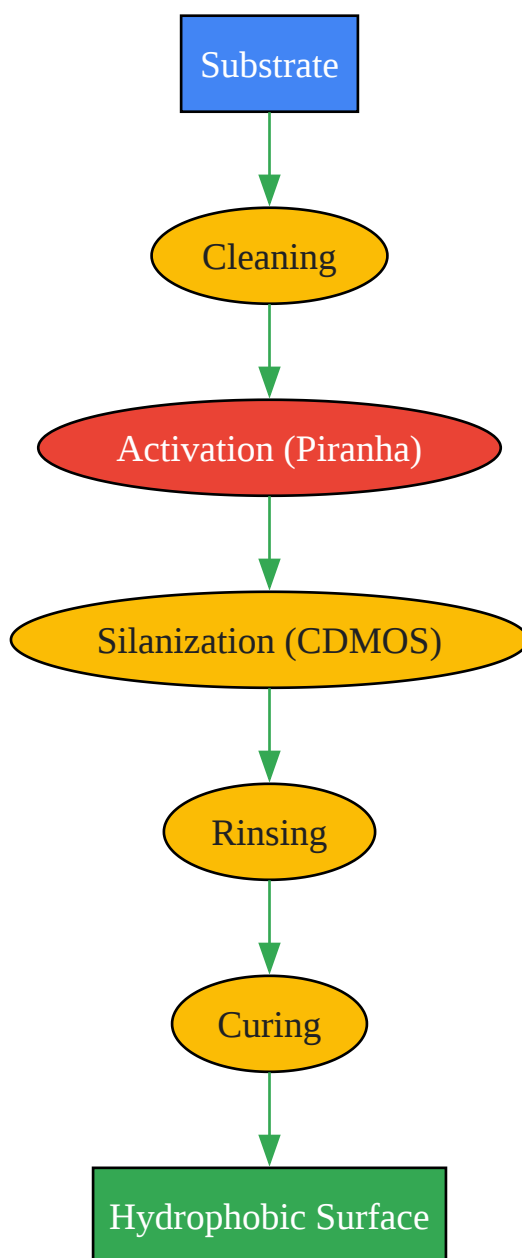 Substrate
Cleaning
Activation (Piranha)
Silanization (CDMOS)
Rinsing
Curing
Hydrophobic Surface